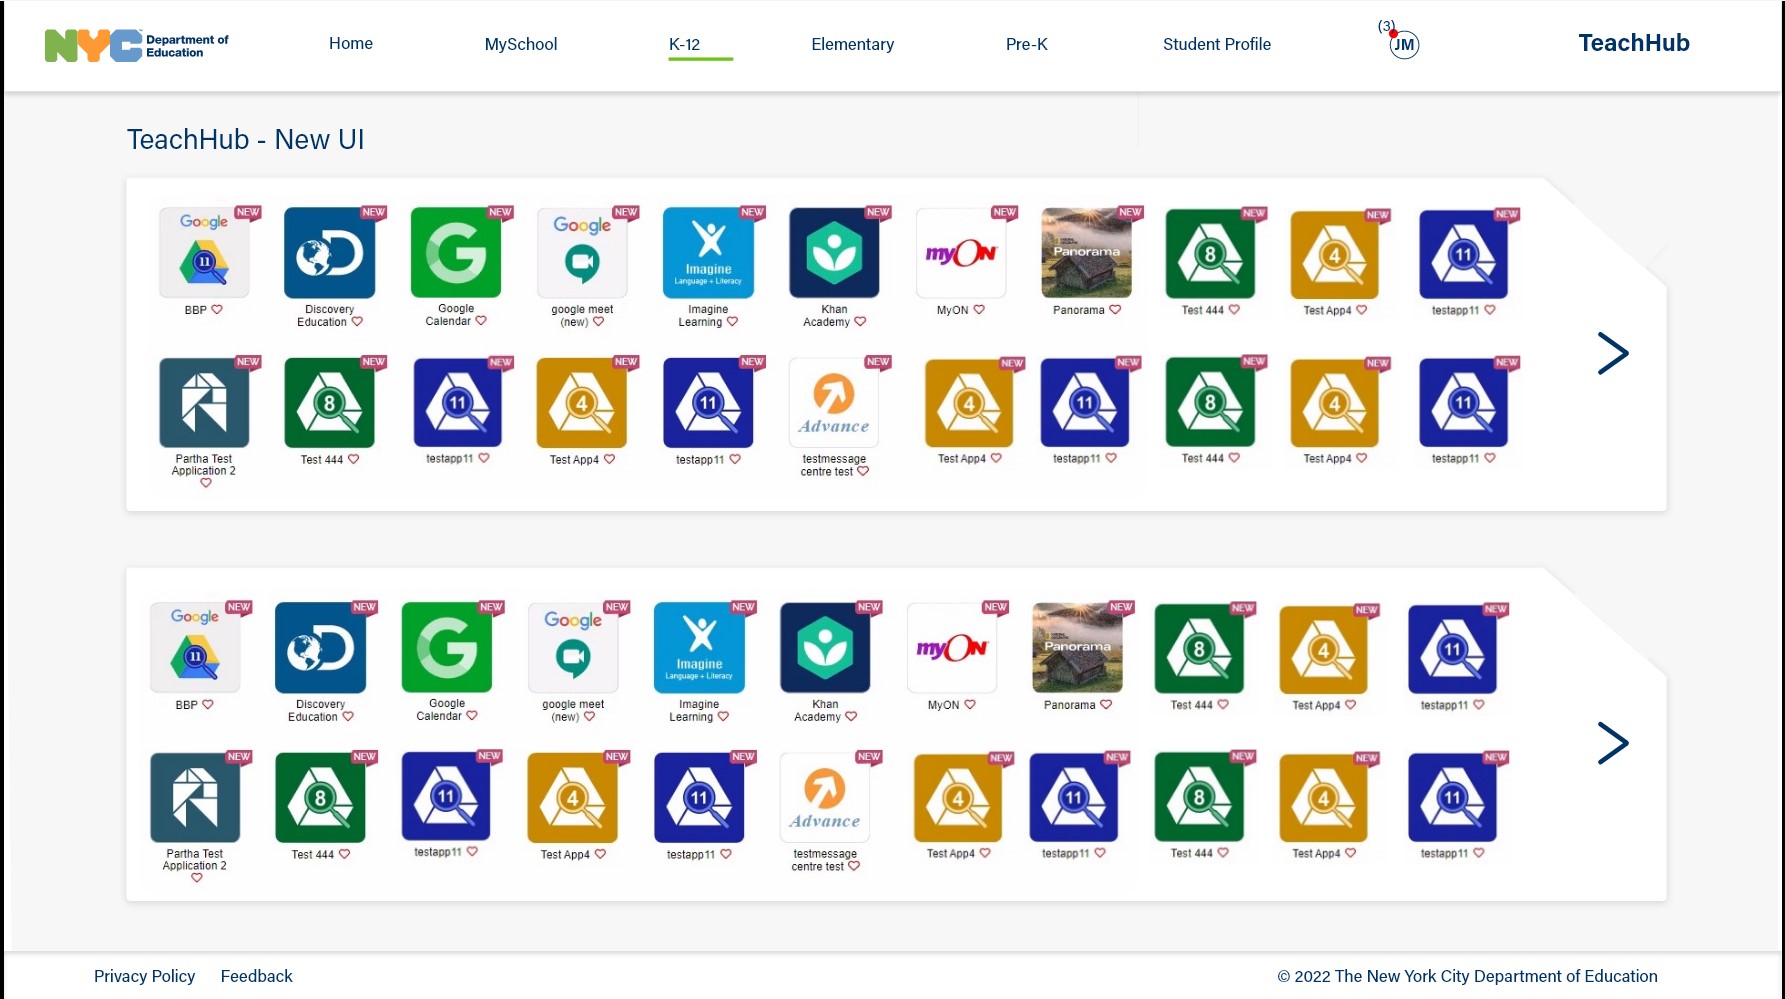 NYC Department of
Education
Home
MySchool
K-12
Elementary
Pre-K
Student Profile
(3)
JM
TeachHub
TeachHub - New UI
NEW NEW NEW NEW NEW NEW NEW NEW NEW NEW NEW
Google
11
G
Google
Imagine
Language + Literacy
myON
Panorama
8
4
11
BBP
Discovery
Education
Google
Calendar
google meet
(new)
Imagine
Learning
Khan
Academy
MyON
Panorama
Test 444
Test App4
testapp11
NEW NEW NEW NEW NEW NEW NEW NEW NEW NEW NEW
8
11
4
11
Advance
4
11
8
4
11
Partha Test
Application 2
Test 444
testapp11
Test App4
testapp11
testmessage
centre test
Test App4
testapp11
Test 444
Test App4
testapp11
NEW NEW NEW NEW NEW NEW NEW NEW NEW NEW NEW
Google
11
G
Google
Imagine
Language + Literacy
myON
Panorama
8
4
11
BBP
Discovery
Education
Google
Calendar
google meet
(new)
Imagine
Learning
Khan
Academy
MyON
Panorama
Test 444
Test App4
testapp11
NEW NEW NEW NEW NEW NEW NEW NEW NEW NEW NEW
8
11
4
11
Advance
4
11
8
4
11
Partha Test
Application 2
Test 444
testapp11
Test App4
testapp11
testmessage
centre test
Test App4
testapp11
Test 444
Test App4
testapp11
Privacy Policy
Feedback
© 2022 The New York City Department of Education